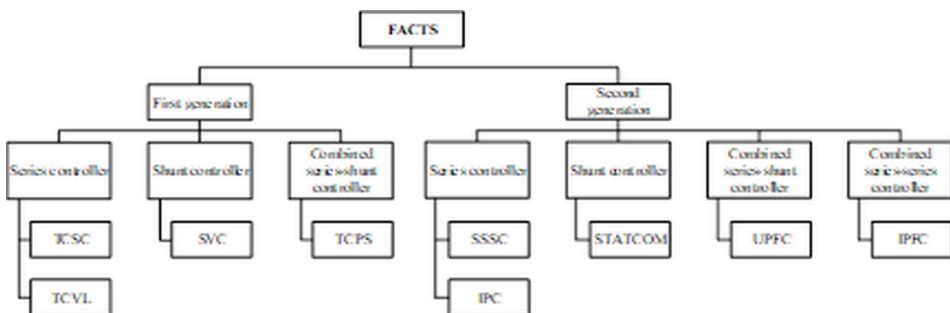 FACTS
First generation
Second
generation
Series controller
Shunt controller
Combined
series-shunt
controller
Series controller
Shunt controller
Combined
series-shunt
controller
Combined
series-series
controller
TCSC
SVC
TCPS
SSSC
STATCOM
UPFC
IPFC
TCVL
IPC